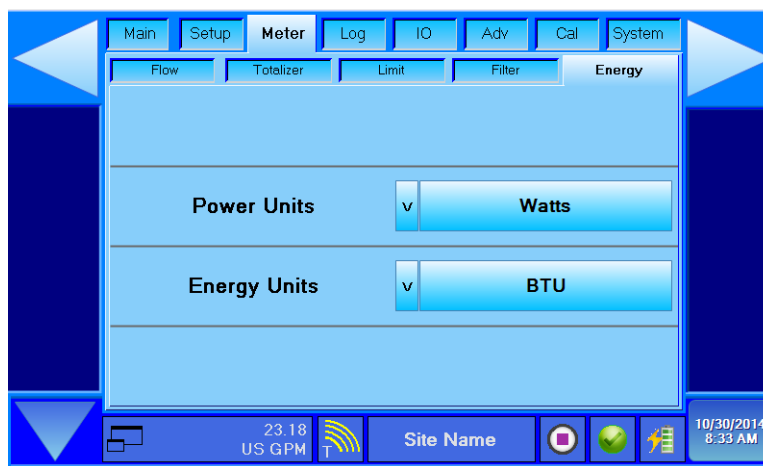 Main Setup Meter Log IO Adv Cal System
Flow Totalizer Limit Filter Energy
Power Units v Watts
Energy Units v BTU
23.18
US GPM T Site Name
10/30/2014
8:33 AM